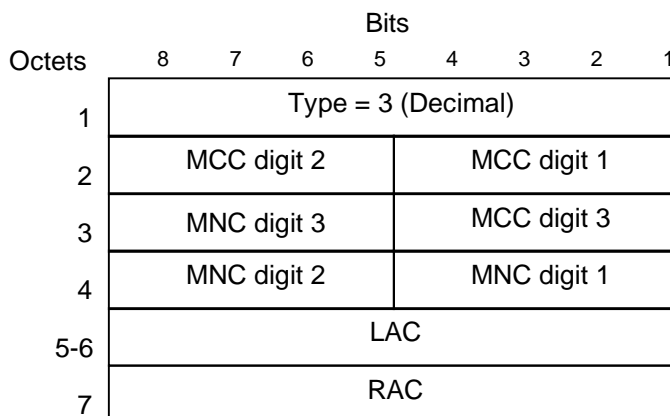 Bits
Octets 8 7 6 5 4 3 2 1
1 Type = 3 (Decimal)
2 MCC digit 2 MCC digit 1
3 MNC digit 3 MCC digit 3
4 MNC digit 2 MNC digit 1
5-6 LAC
7 RAC